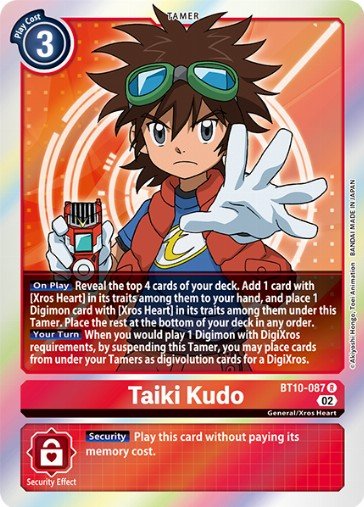 TAMER
Play Cost
3
On Play Reveal the top 4 cards of your deck. Add 1 card with
[Xros Heart] in its traits among them to your hand, and place 1
Digimon card with [Xros Heart] in its traits among them under this
Tamer. Place the rest at the bottom of your deck in any order.
Your Turn When you would play 1 Digimon with DigiXros
requirements, by suspending this Tamer, you may place cards
from under your Tamers as digivolution cards for a DigiXros.
©Akiyoshi Hongo, Toei Animation BANDAI MADE IN JAPAN
Taiki Kudo
BT10-087 R
02
General/Xros Heart
Security Play this card without paying its
memory cost.
Security Effect